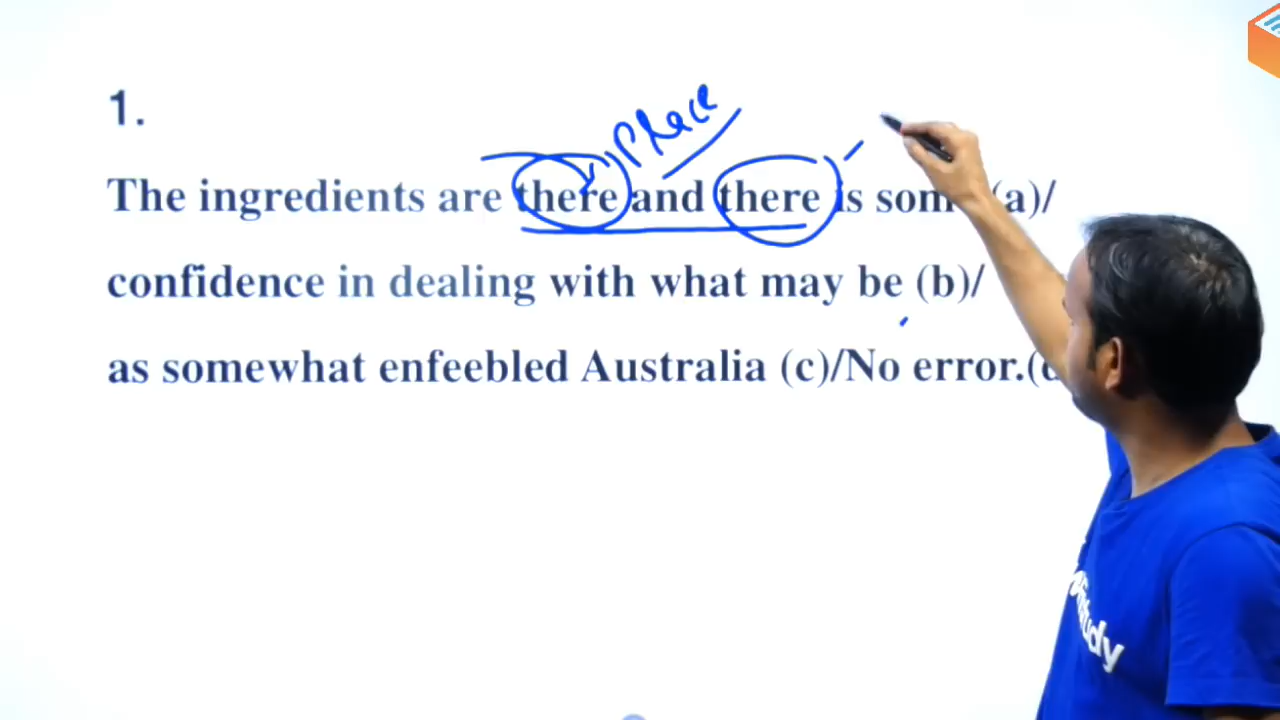 1.
Place
The ingredients are there and there is som (a)/
confidence in dealing with what may be (b)/
as somewhat enfeebled Australia (c)/No error.(d
study